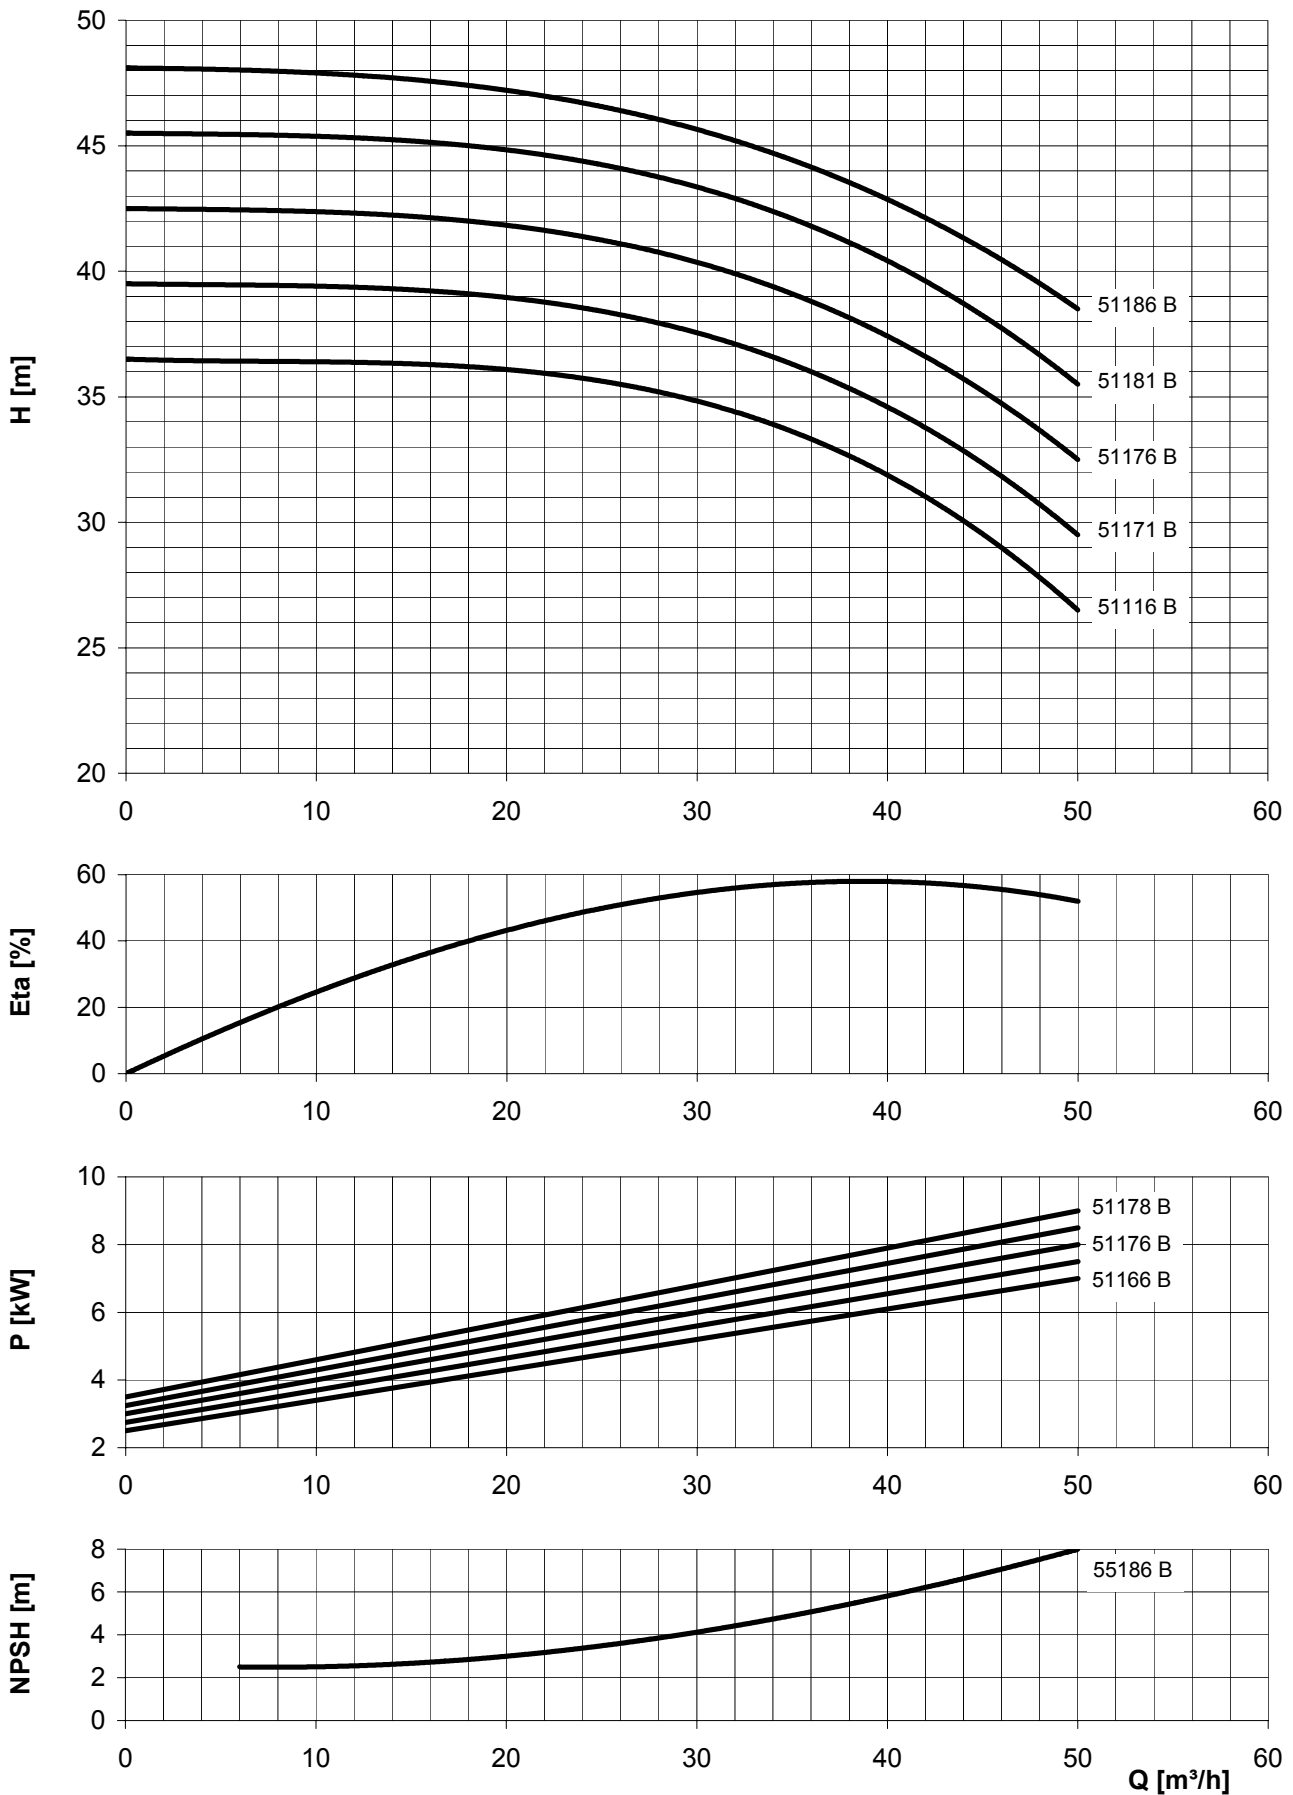 50
45
40
35
30
25
20
H [m]
51186 B
51181 B
51176 B
51171 B
51116 B
0 10 20 30 40 50 60
60
40
20
0
Eta [%]
0 10 20 30 40 50 60
10
8
6
4
2
P [kW]
51178 B
51176 B
51166 B
0 10 20 30 40 50 60
8
6
4
2
0
NPSH [m]
55186 B
0 10 20 30 40 50 60
Q [m³/h]